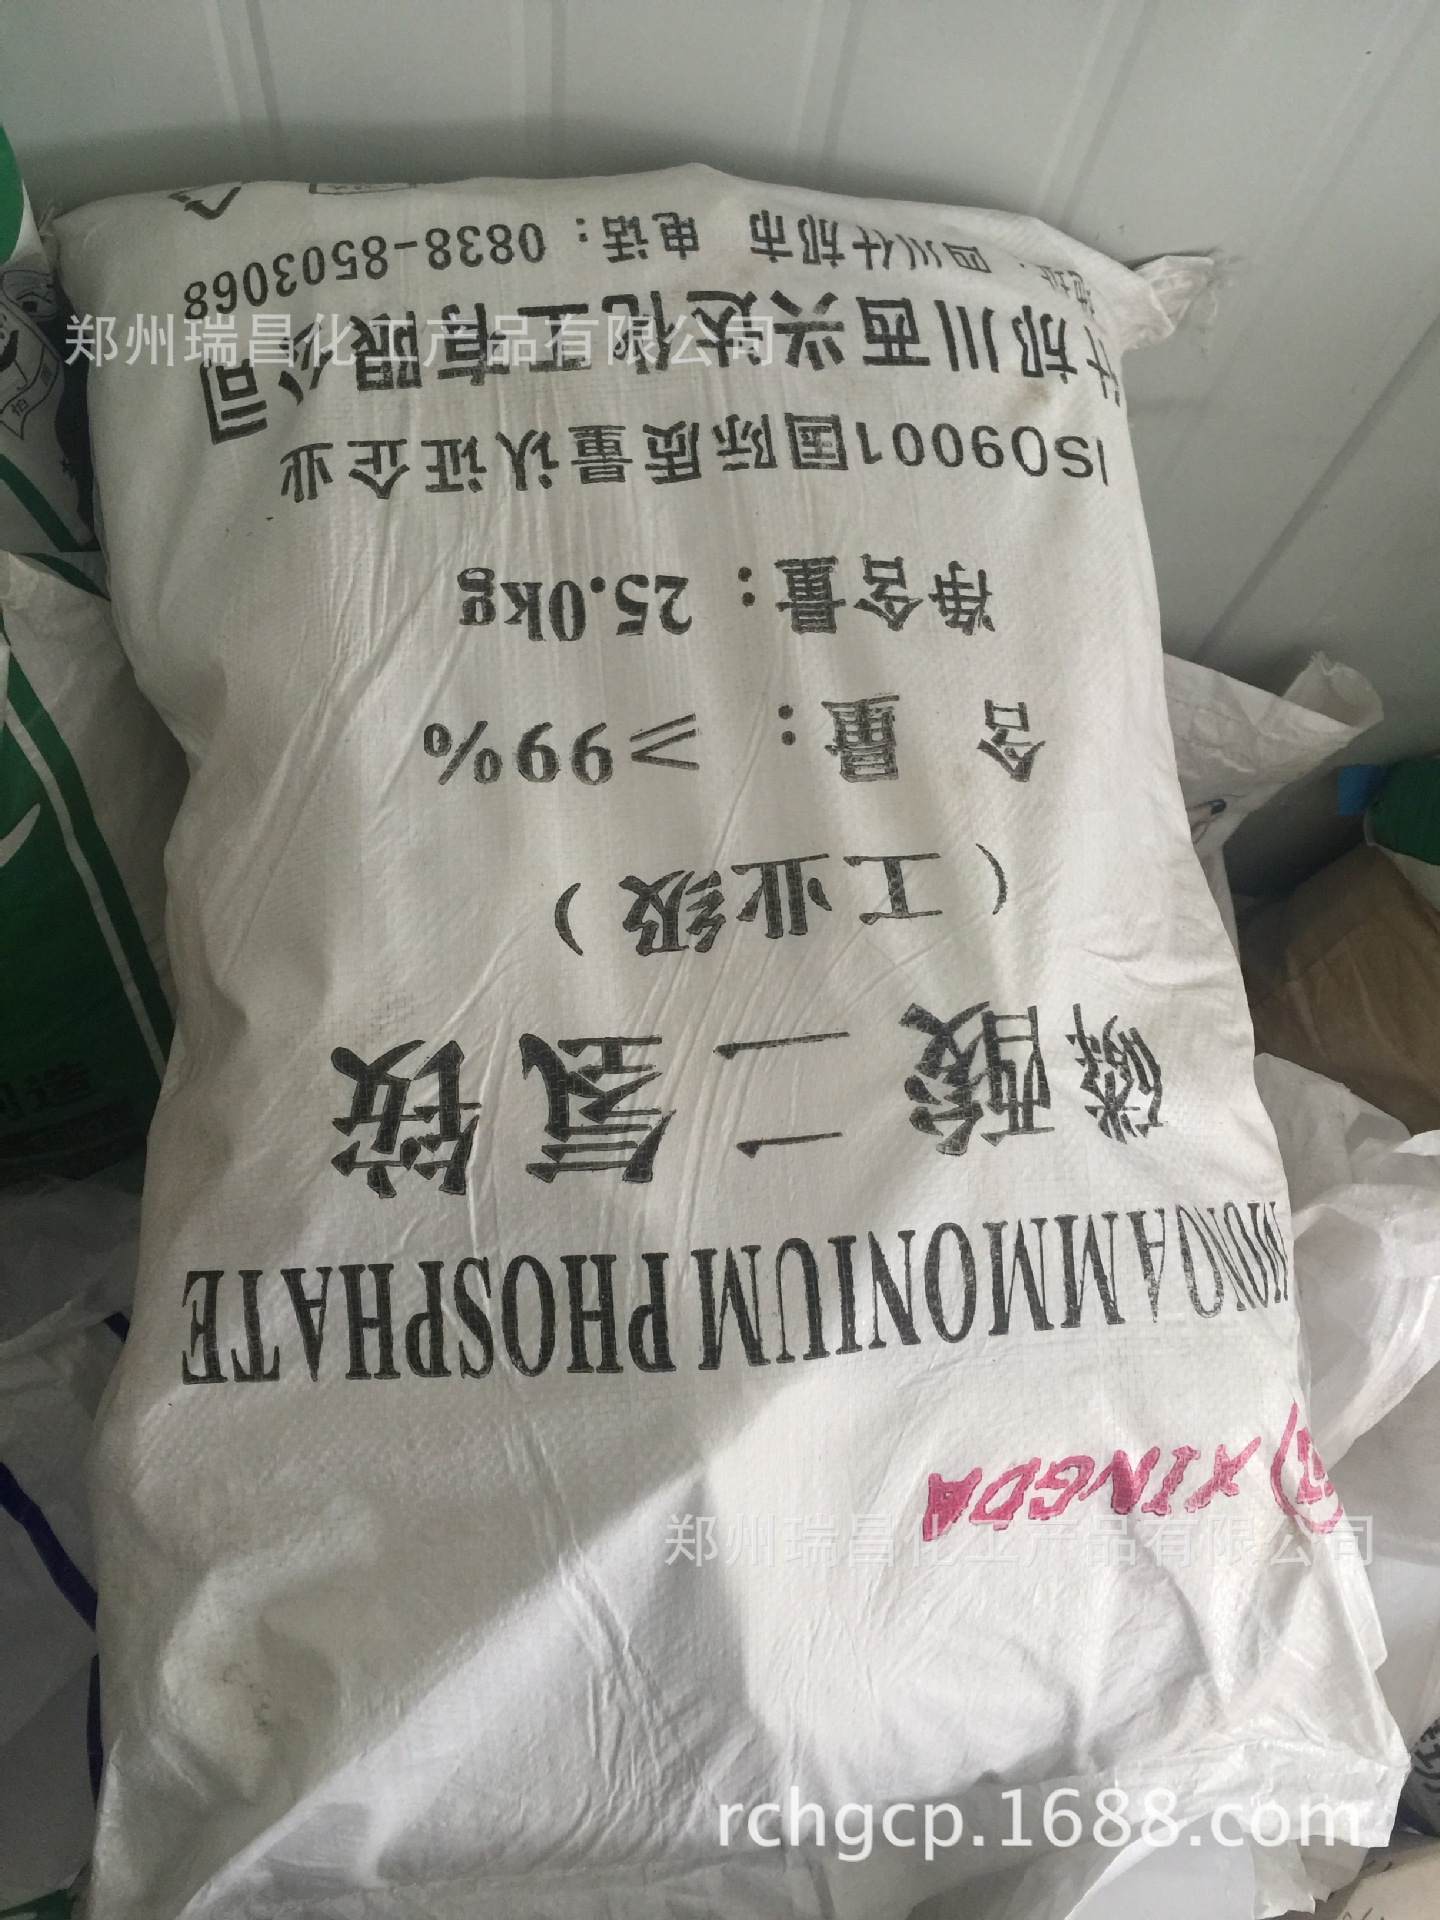 XINGDA
MONOAMMONIUM PHOSPHATE
磷酸二氢铵
（工业级）
含 量：≥99%
净含量：25.0kg
ISO9001国际质量认证企业
什邡川西兴达化工有限公司
地址：四川什邡市 电话：0838-8503068
郑州瑞昌化工产品有限公司
郑州瑞昌化工产品有限公司
rchgcp.1688.com